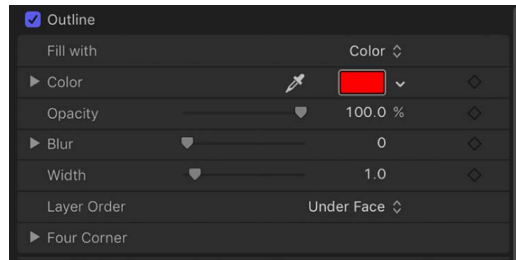 Outline
Fill with Color
Color
Opacity 100.0 %
Blur 0
Width 1.0
Layer Order Under Face
Four Corner